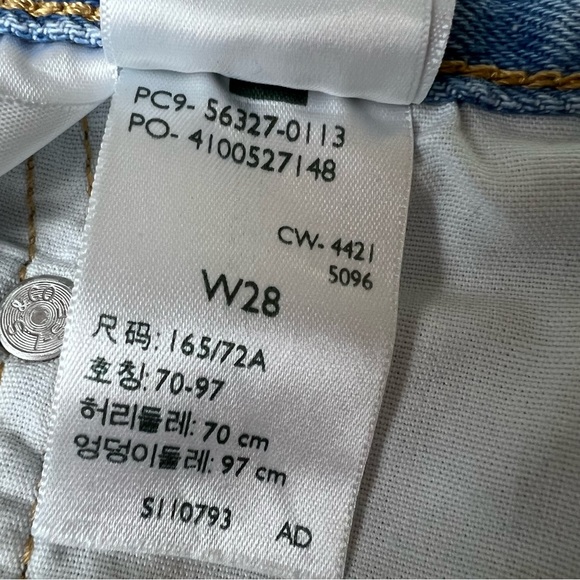 PC9- 56327-0113
PO- 4100527148
CW- 4421
5096
W28
尺码: 165/72A
호칭: 70-97
허리둘레: 70 cm
엉덩이둘레: 97 cm
S110793 AD